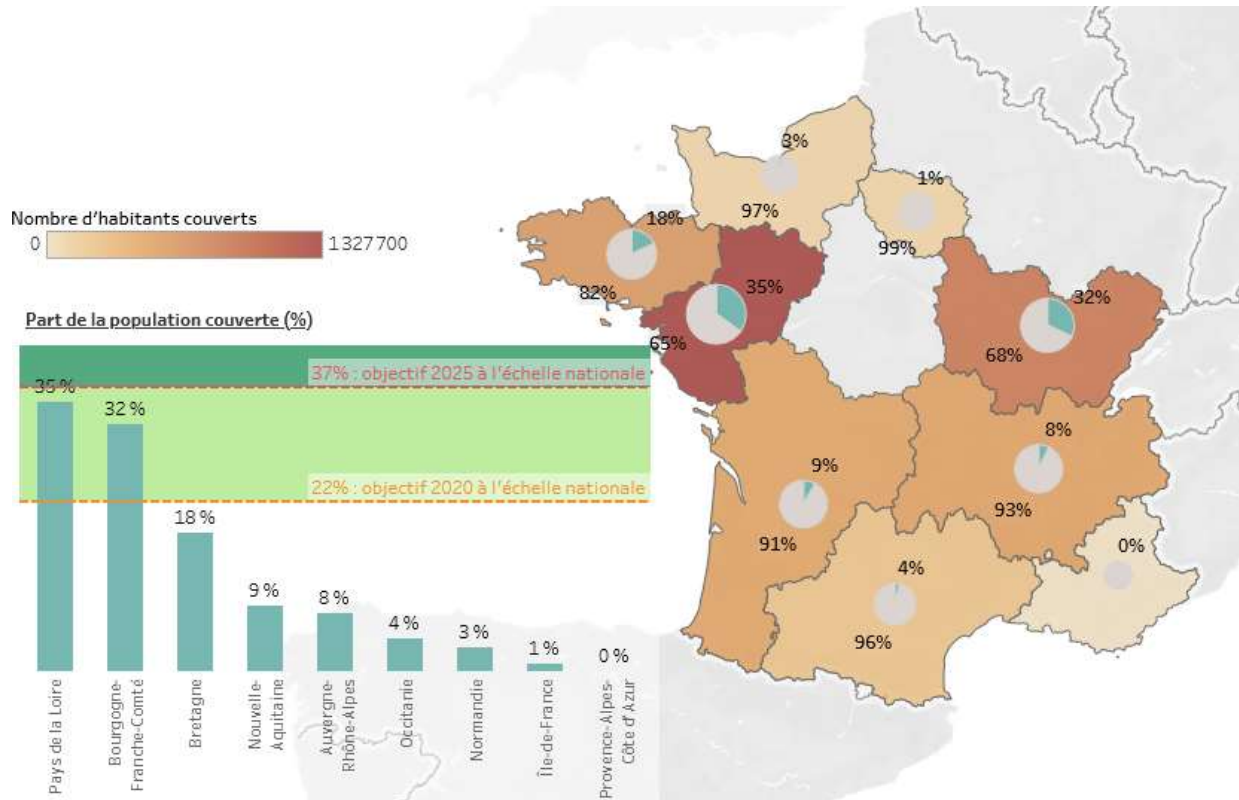 Nombre d’habitants couverts
0
1327700
Part de la population couverte (%)
37% : objectif 2025 à l’échelle nationale
22% : objectif 2020 à l’échelle nationale
35 %
32 %
18 %
9 %
8 %
4 %
3 %
1 %
0 %
Pays de la Loire
Bourgogne-
Franche-Comté
Bretagne
Nouvelle-
Aquitaine
Auvergne-
Rhône-Alpes
Occitanie
Normandie
Île-de-France
Provence-Alpes-
Côte d’Azur
3%
97%
1%
99%
18%
82%
35%
65%
32%
68%
9%
91%
8%
93%
4%
96%
0%